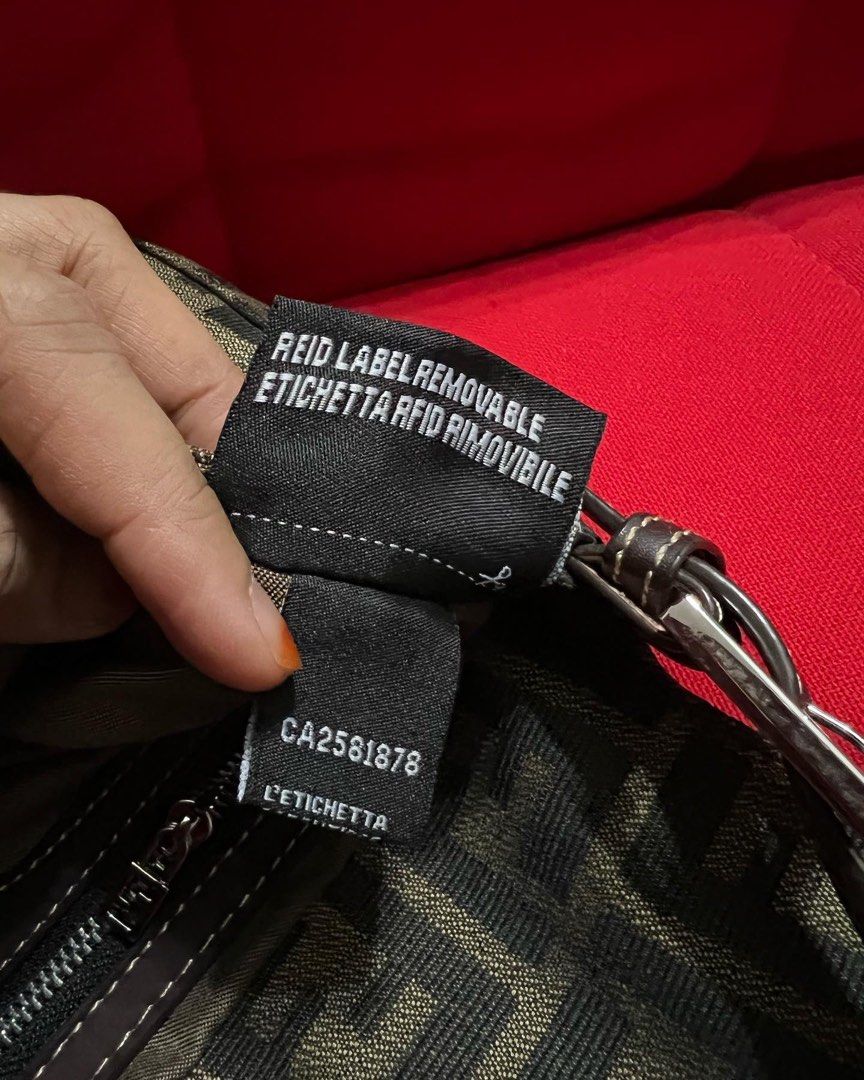 RFID LABEL REMOVABLE
ETICHETTA RFID RIMOVIBILE
CA2581878
L'ETICHETTA